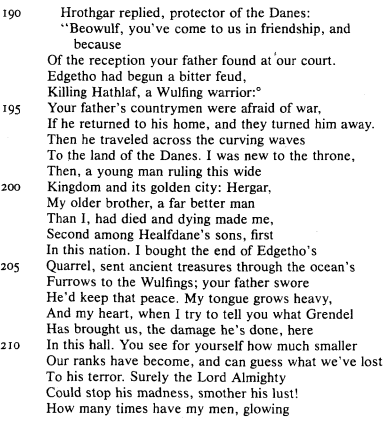 190 Hrothgar replied, protector of the Danes:
“Beowulf, you've come to us in friendship, and
because
Of the reception your father found at our court.
Edgetho had begun a bitter feud,
Killing Hathlaf, a Wulfing warrior:°
195 Your father's countrymen were afraid of war,
If he returned to his home, and they turned him away.
Then he traveled across the curving waves
To the land of the Danes. I was new to the throne,
Then, a young man ruling this wide
200 Kingdom and its golden city: Hergar,
My older brother, a far better man
Than I, had died and dying made me,
Second among Healfdane's sons, first
In this nation. I bought the end of Edgetho's
205 Quarrel, sent ancient treasures through the ocean's
Furrows to the Wulfings; your father swore
He'd keep that peace. My tongue grows heavy,
And my heart, when I try to tell you what Grendel
Has brought us, the damage he's done, here
210 In this hall. You see for yourself how much smaller
Our ranks have become, and can guess what we've lost
To his terror. Surely the Lord Almighty
Could stop his madness, smother his lust!
How many times have my men, glowing